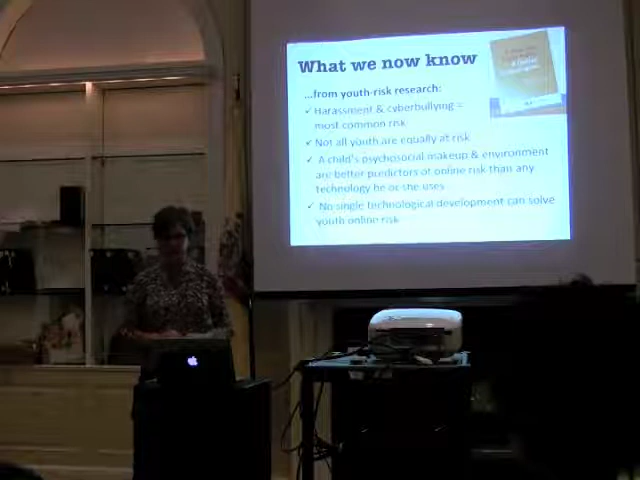 What we now know
...from youth-risk research:
✓ Harassment & cyberbullying =
most common risk
✓ Not all youth are equally at risk
✓ A child's psychosocial makeup & environment
are better predictors of online risk than any
technology he or she uses
✓ No single technological development can solve
youth online risk